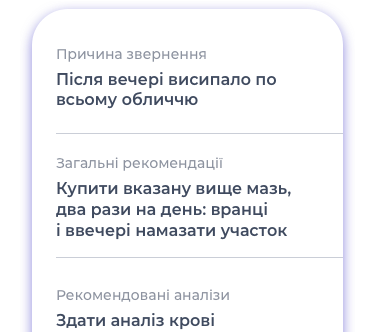 Причина звернення
Після вечері висипало по
всьому обличчю
Загальні рекомендації
Купити вказану вище мазь,
два рази на день: вранці
і ввечері намазати участок
Рекомендовані анализи
Здати аналіз крові